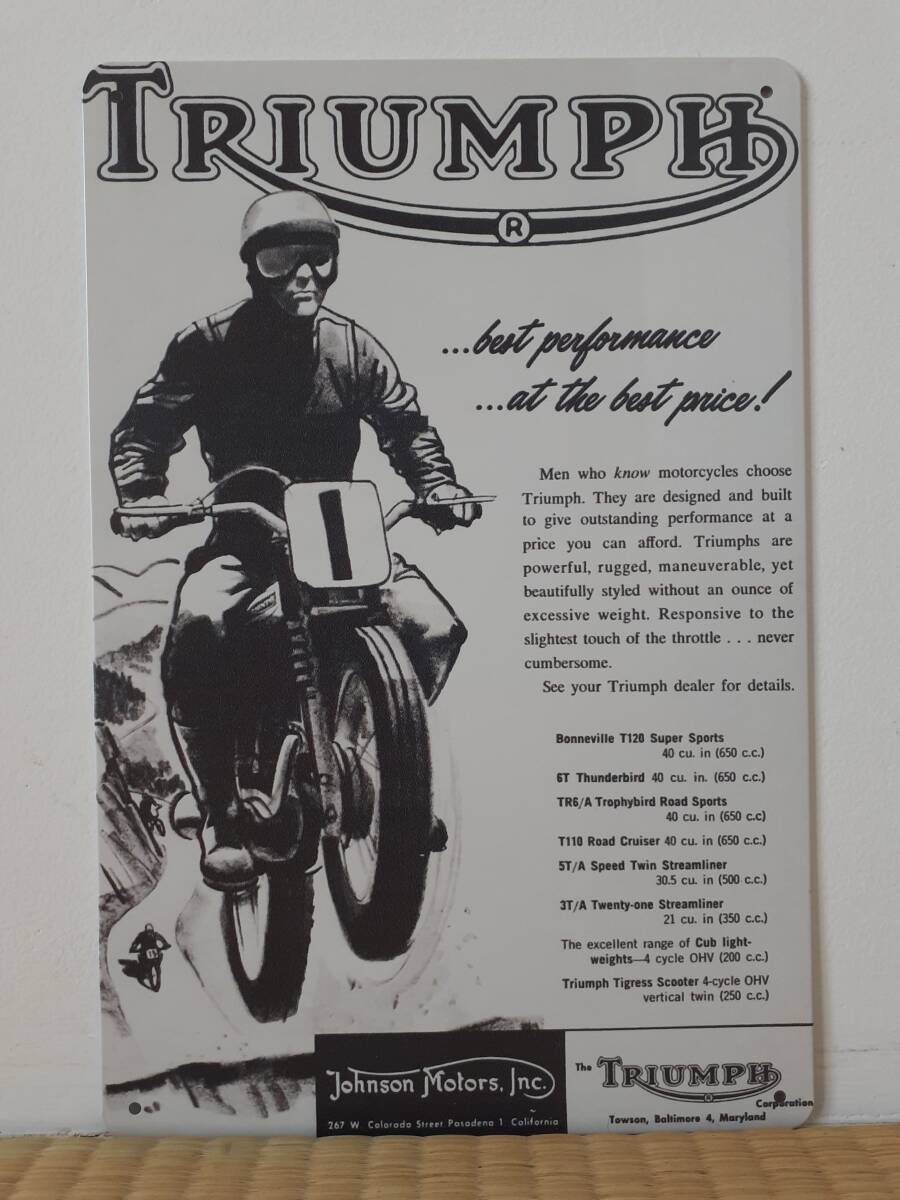 TRIUMPH
R
...best performance
...at the best price!
1
Men who know motorcycles choose
Triumph. They are designed and built
to give outstanding performance at a
price you can afford. Triumphs are
powerful, rugged, maneuverable, yet
beautifully styled without an ounce of
excessive weight. Responsive to the
slightest touch of the throttle . . . never
cumbersome.
See your Triumph dealer for details.
Bonneville T120 Super Sports
40 cu. in (650 c.c.)
6T Thunderbird 40 cu. in. (650 c.c.)
TR6/A Trophybird Road Sports
40 cu. in (650 c.c)
T110 Road Cruiser 40 cu. in (650 c.c.)
5T/A Speed Twin Streamliner
30.5 cu. in (500 c.c.)
3T/A Twenty-one Streamliner
21 cu. in (350 c.c.)
The excellent range of Cub light-
weights—4 cycle OHV (200 c.c.)
Triumph Tigress Scooter 4-cycle OHV
vertical twin (250 c.c.)
Johnson Motors, Inc.
267 W. Colorado Street Pasadena 1, California
The TRIUMPH
R
Corporation
Towson, Baltimore 4, Maryland